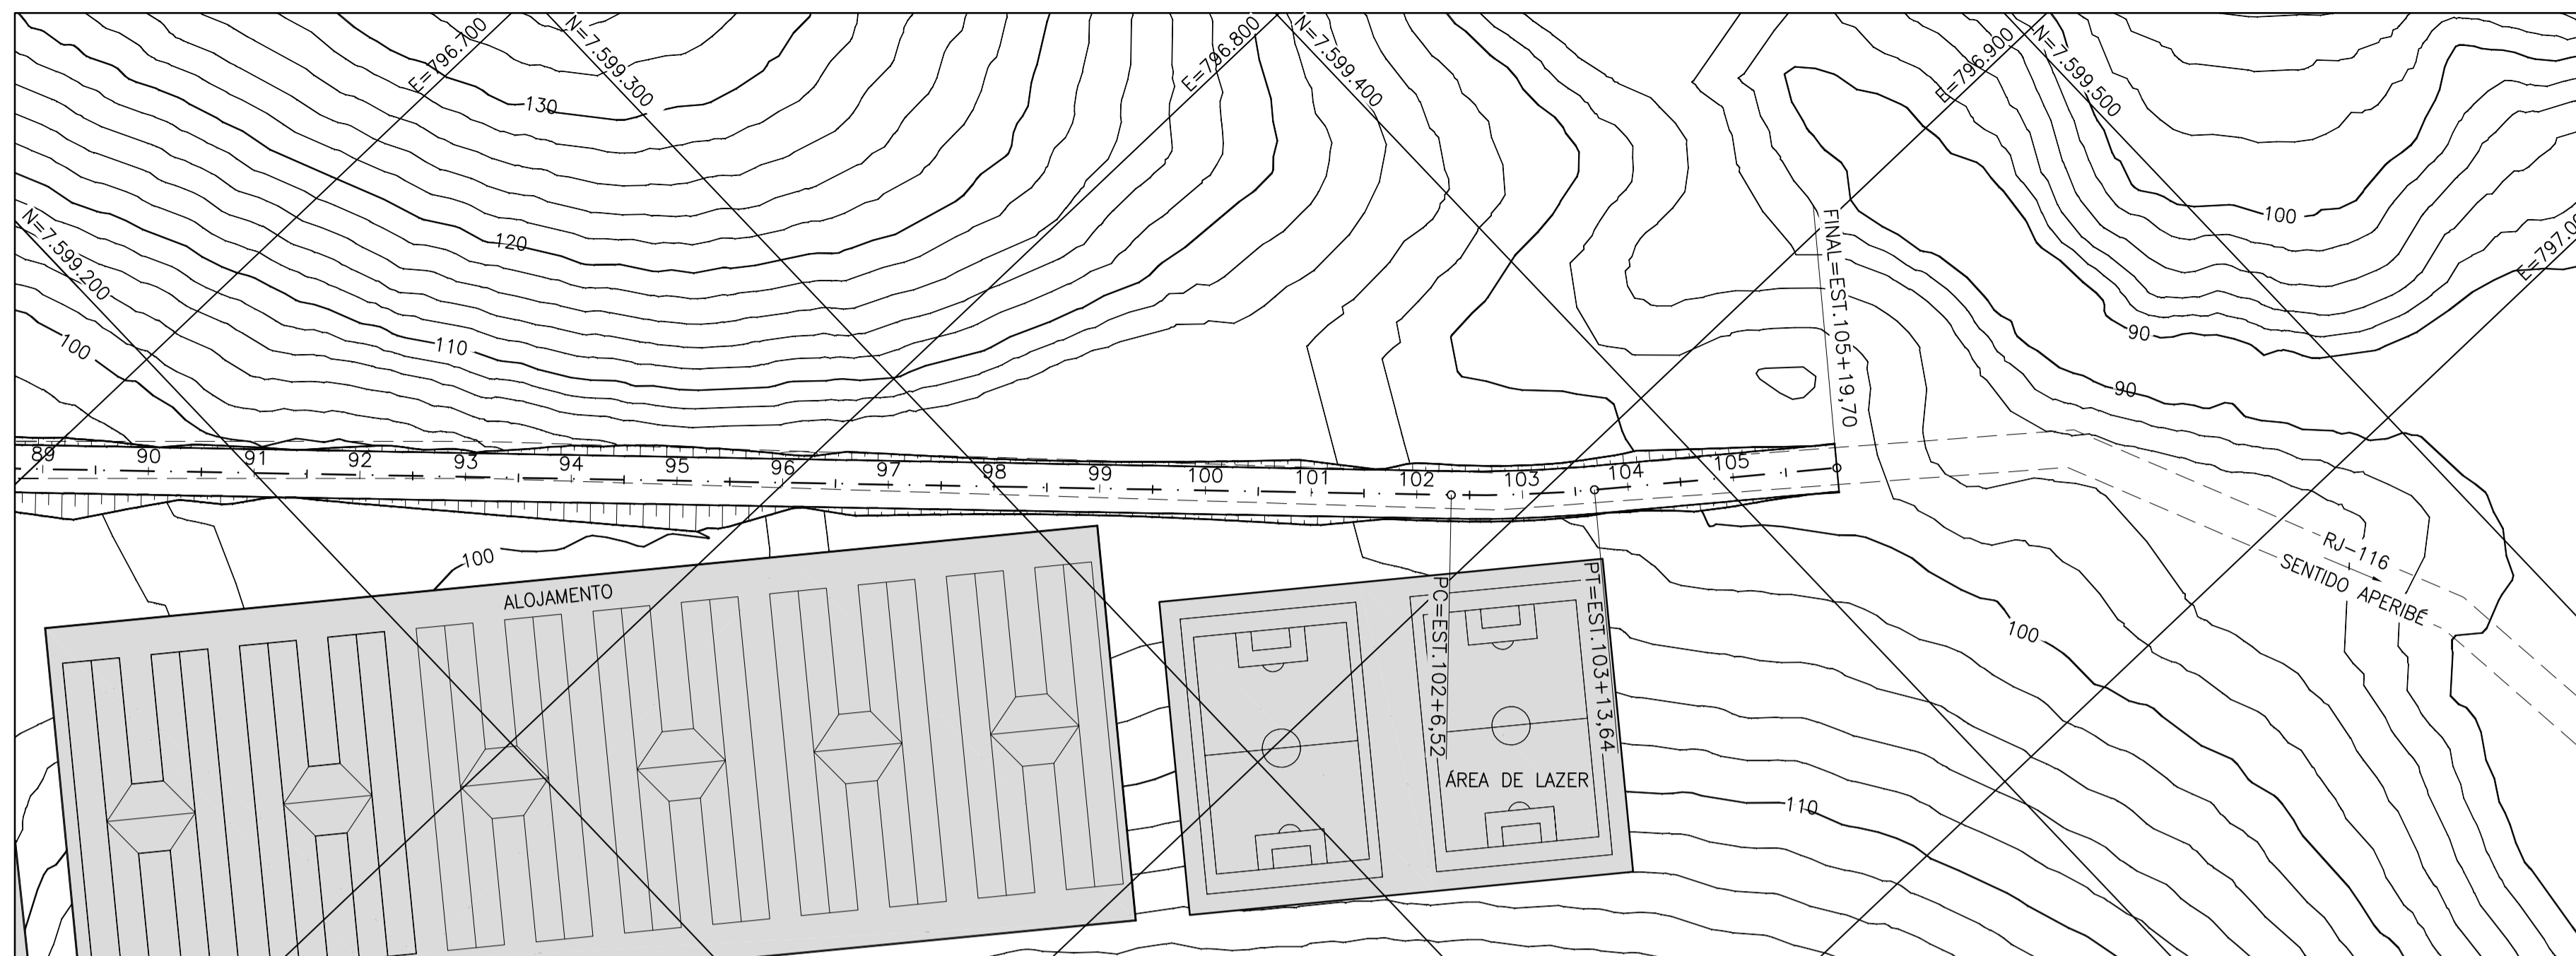 E=796.700
N=7.599.300
E=796.800
N=7.599.400
E=796.900
N=7.599.500
130
120
110
100
N=7.599.200
100
90
90
FINAL=EST.105+19,70
89 90 91 92 93 94 95 96 97 98 99 100 101 102 103 104 105
100
ALOJAMENTO
PC=EST.102+6,52
PT=EST.103+13,64
ÁREA DE LAZER
RJ-116
SENTIDO APERIBÉ
100
110